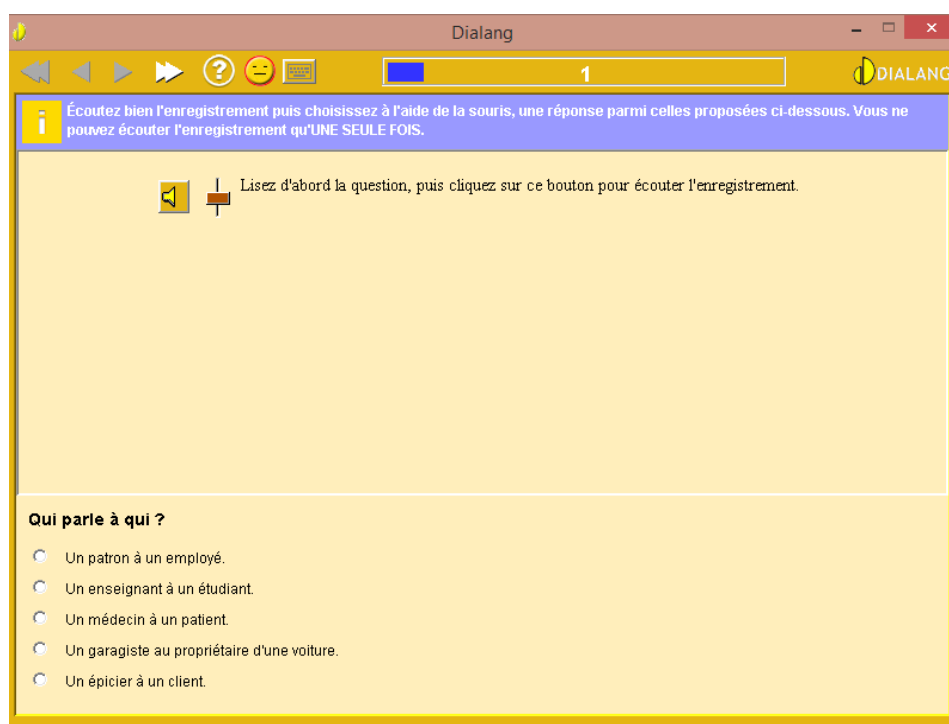 Dialang
1
DIALANG
Écoutez bien l'enregistrement puis choisissez à l'aide de la souris, une réponse parmi celles proposées ci-dessous. Vous ne
pouvez écouter l'enregistrement qu'UNE SEULE FOIS.
Lisez d'abord la question, puis cliquez sur ce bouton pour écouter l'enregistrement.
Qui parle à qui ?
Un patron à un employé.
Un enseignant à un étudiant.
Un médecin à un patient.
Un garagiste au propriétaire d'une voiture.
Un épicier à un client.